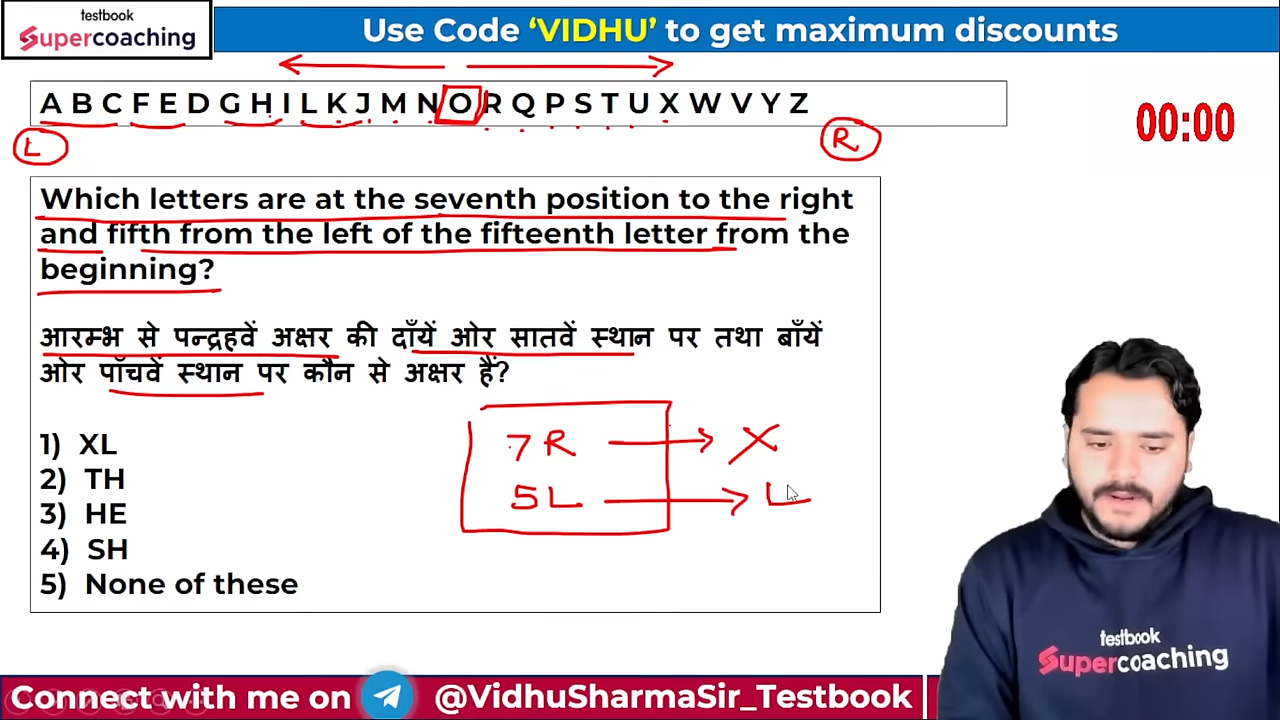 testbook
Supercoaching
Use Code ‘VIDHU’ to get maximum discounts
A B C F E D G H I L K J M N O R Q P S T U X W V Y Z
00:00
L
R
Which letters are at the seventh position to the right
and fifth from the left of the fifteenth letter from the
beginning?
आरम्भ से पन्द्रहवें अक्षर की दाँयें ओर सातवें स्थान पर तथा बाँयें
ओर पाँचवें स्थान पर कौन से अक्षर हैं?
7R → X
5L → L
1) XL
2) TH
3) HE
4) SH
5) None of these
testbook
Supercoaching
Connect with me on @VidhuSharmaSir_Testbook